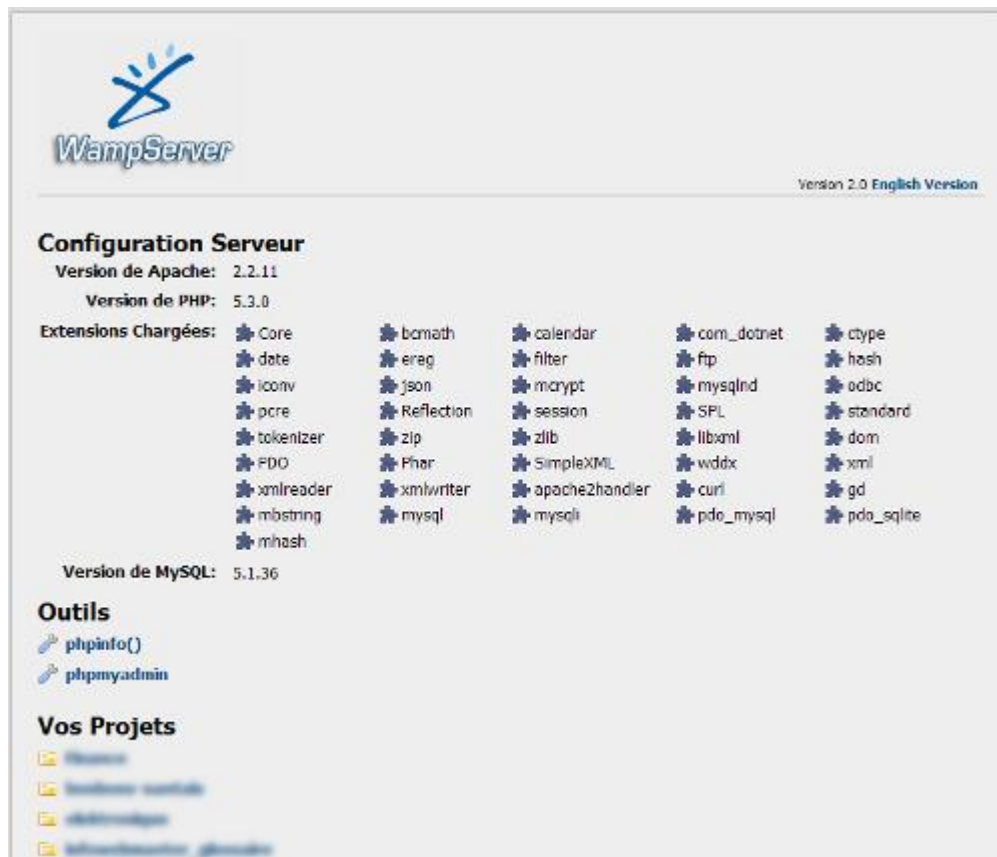 WampServer
Version 2.0 English Version
Configuration Serveur
Version de Apache: 2.2.11
Version de PHP: 5.3.0
Extensions Chargées: Core bcmath calendar com_dotnet ctype
date ereg filter ftp hash
iconv json mcrypt mysqlnd odbc
pcre Reflection session SPL standard
tokenizer zip zlib libxml dom
PDO Phar SimpleXML wddx xml
xmlreader xmlwriter apache2handler curl gd
mbstring mysql mysqli pdo_mysql pdo_sqlite
mhash
Version de MySQL: 5.1.36
Outils
phpinfo()
phpmyadmin
Vos Projets